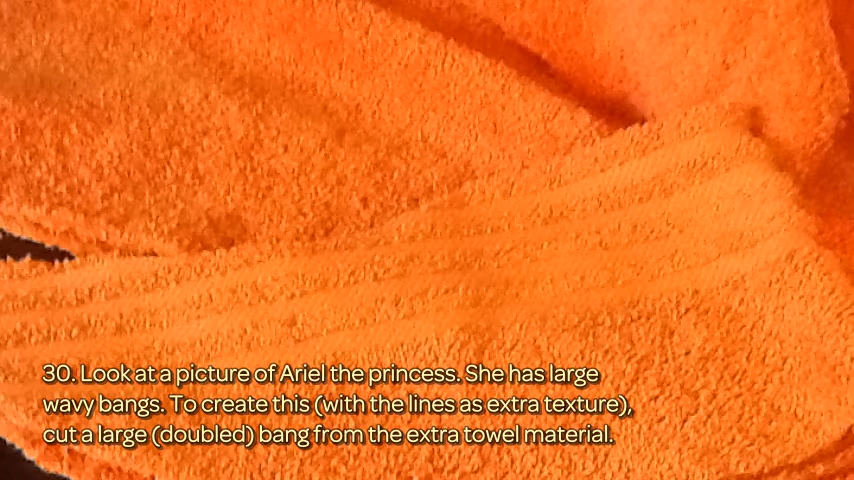 30. Look at a picture of Ariel the princess. She has large
wavy bangs. To create this (with the lines as extra texture),
cut a large (doubled) bang from the extra towel material.